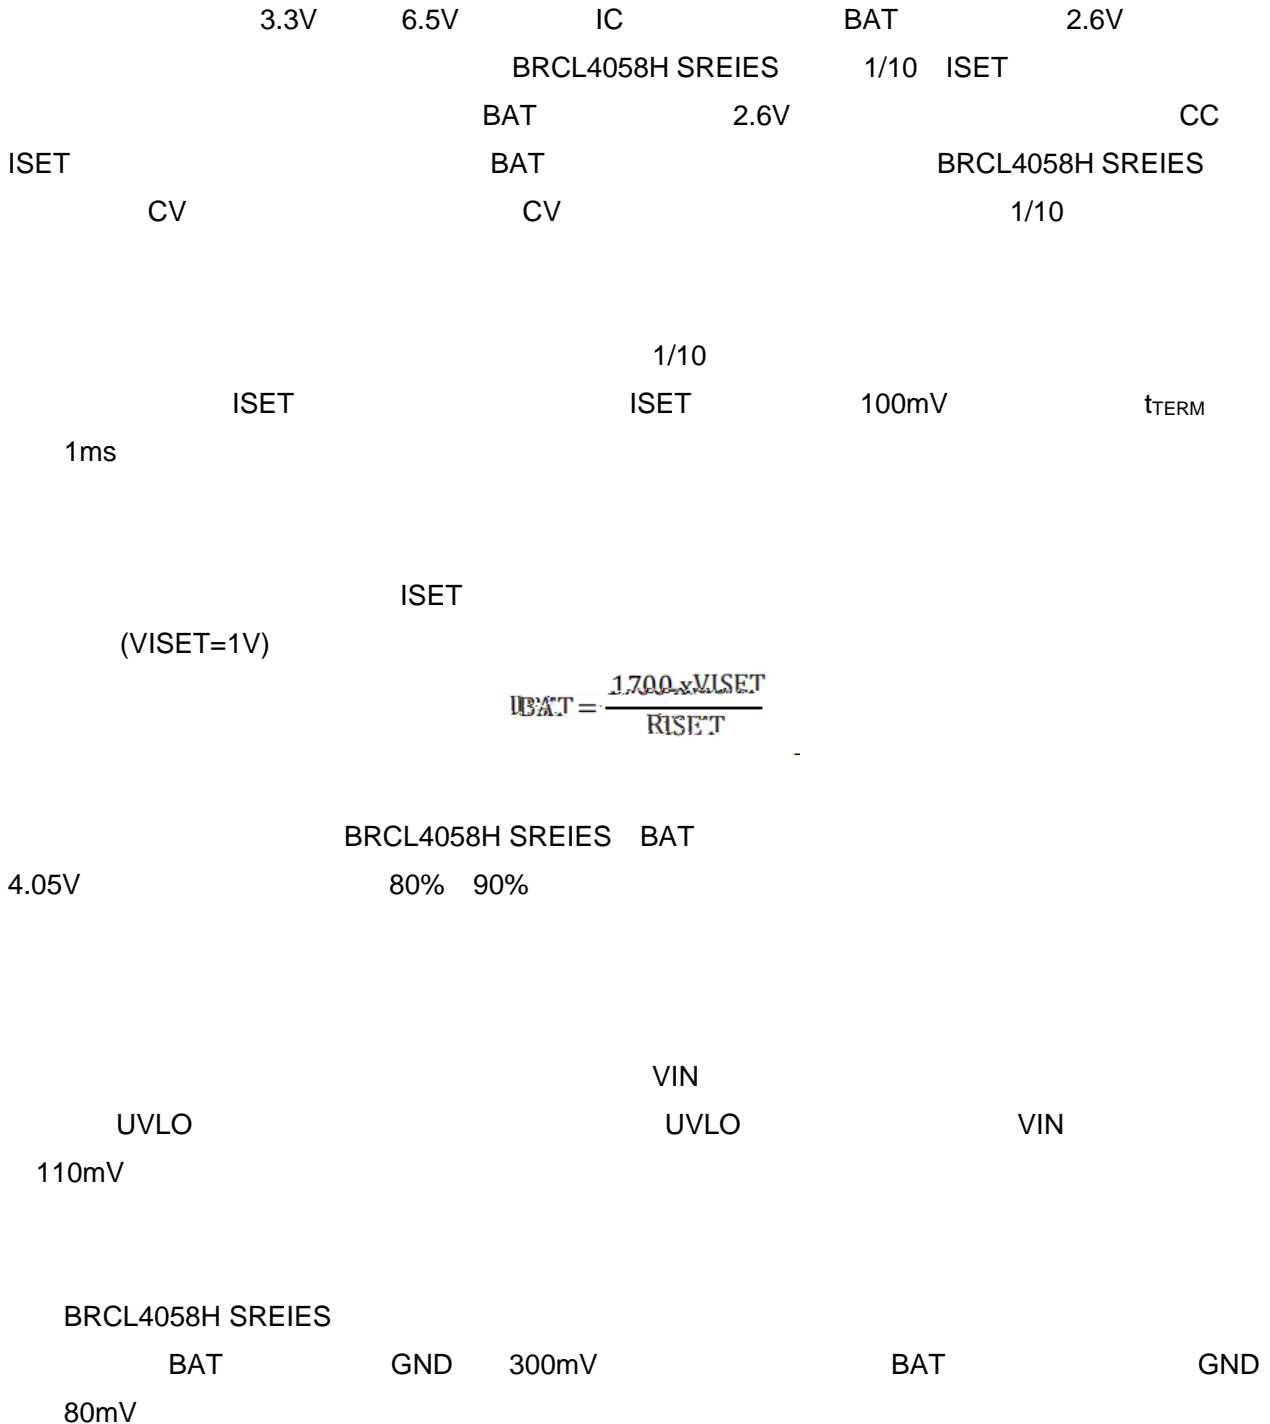 3.3V 6.5V IC BAT 2.6V
BRCL4058H SREIES 1/10 ISET
BAT 2.6V CC
ISET BAT BRCL4058H SREIES
CV CV 1/10
1/10
ISET ISET 100mV tTERM
1ms
ISET
(VISET=1V)
IBAT = 1700 xVISET
RISET
BRCL4058H SREIES BAT
4.05V 80% 90%
VIN
UVLO UVLO VIN
110mV
BRCL4058H SREIES
BAT GND 300mV BAT GND
80mV